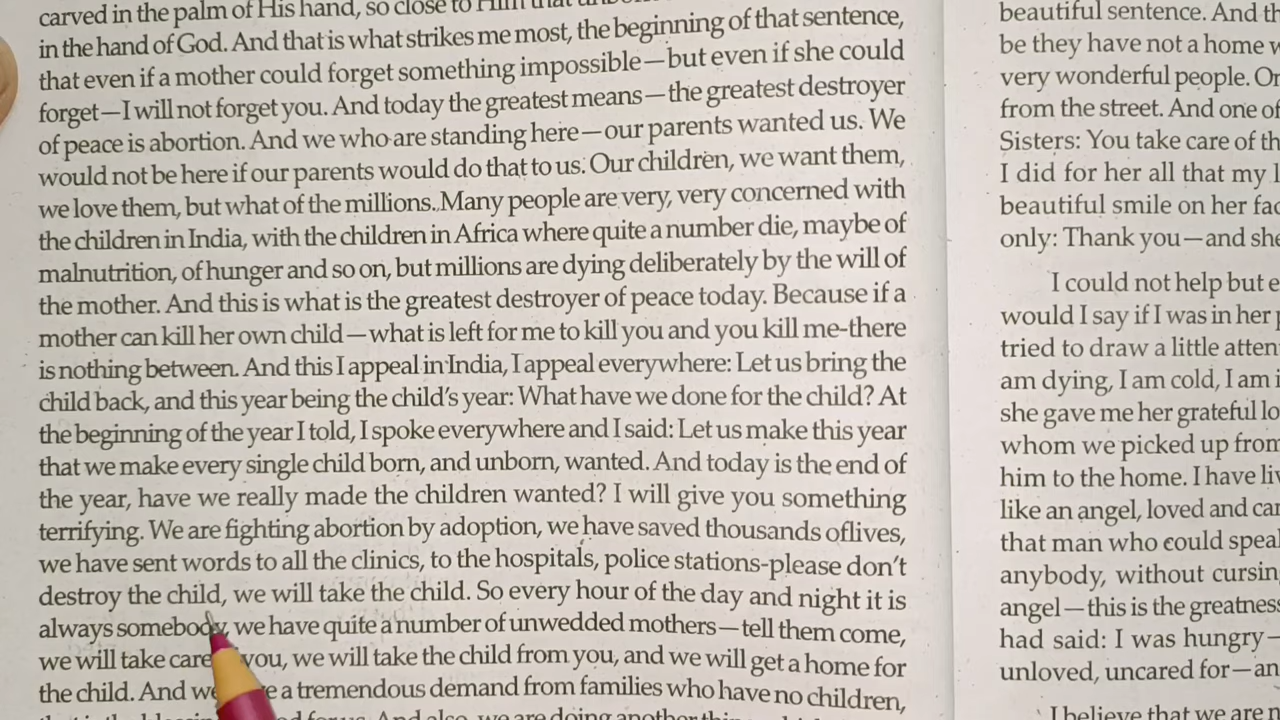 carved in the palm of His hand, so close to Him that
in the hand of God. And that is what strikes me most, the beginning of that sentence,
that even if a mother could forget something impossible—but even if she could
forget—I will not forget you. And today the greatest means—the greatest destroyer
of peace is abortion. And we who are standing here—our parents wanted us. We
would not be here if our parents would do that to us. Our children, we want them,
we love them, but what of the millions. Many people are very, very concerned with
the children in India, with the children in Africa where quite a number die, maybe of
malnutrition, of hunger and so on, but millions are dying deliberately by the will of
the mother. And this is what is the greatest destroyer of peace today. Because if a
mother can kill her own child—what is left for me to kill you and you kill me-there
is nothing between. And this I appeal in India, I appeal everywhere: Let us bring the
child back, and this year being the child's year: What have we done for the child? At
the beginning of the year I told, I spoke everywhere and I said: Let us make this year
that we make every single child born, and unborn, wanted. And today is the end of
the year, have we really made the children wanted? I will give you something
terrifying. We are fighting abortion by adoption, we have saved thousands oflives,
we have sent words to all the clinics, to the hospitals, police stations-please don't
destroy the child, we will take the child. So every hour of the day and night it is
always somebody, we have quite a number of unwedded mothers—tell them come,
we will take care you, we will take the child from you, and we will get a home for
the child. And we a tremendous demand from families who have no children,
And also, we are doing another
beautiful sentence. And th
be they have not a home w
very wonderful people. On
from the street. And one of
Sisters: You take care of th
I did for her all that my l
beautiful smile on her fac
only: Thank you—and she
I could not help but e
would I say if I was in her p
tried to draw a little atten
am dying, I am cold, I am i
she gave me her grateful lo
whom we picked up from
him to the home. I have liv
like an angel, loved and car
that man who could speak
anybody, without cursin
angel—this is the greatness
had said: I was hungry—
unloved, uncared for—an
I believe that we are n